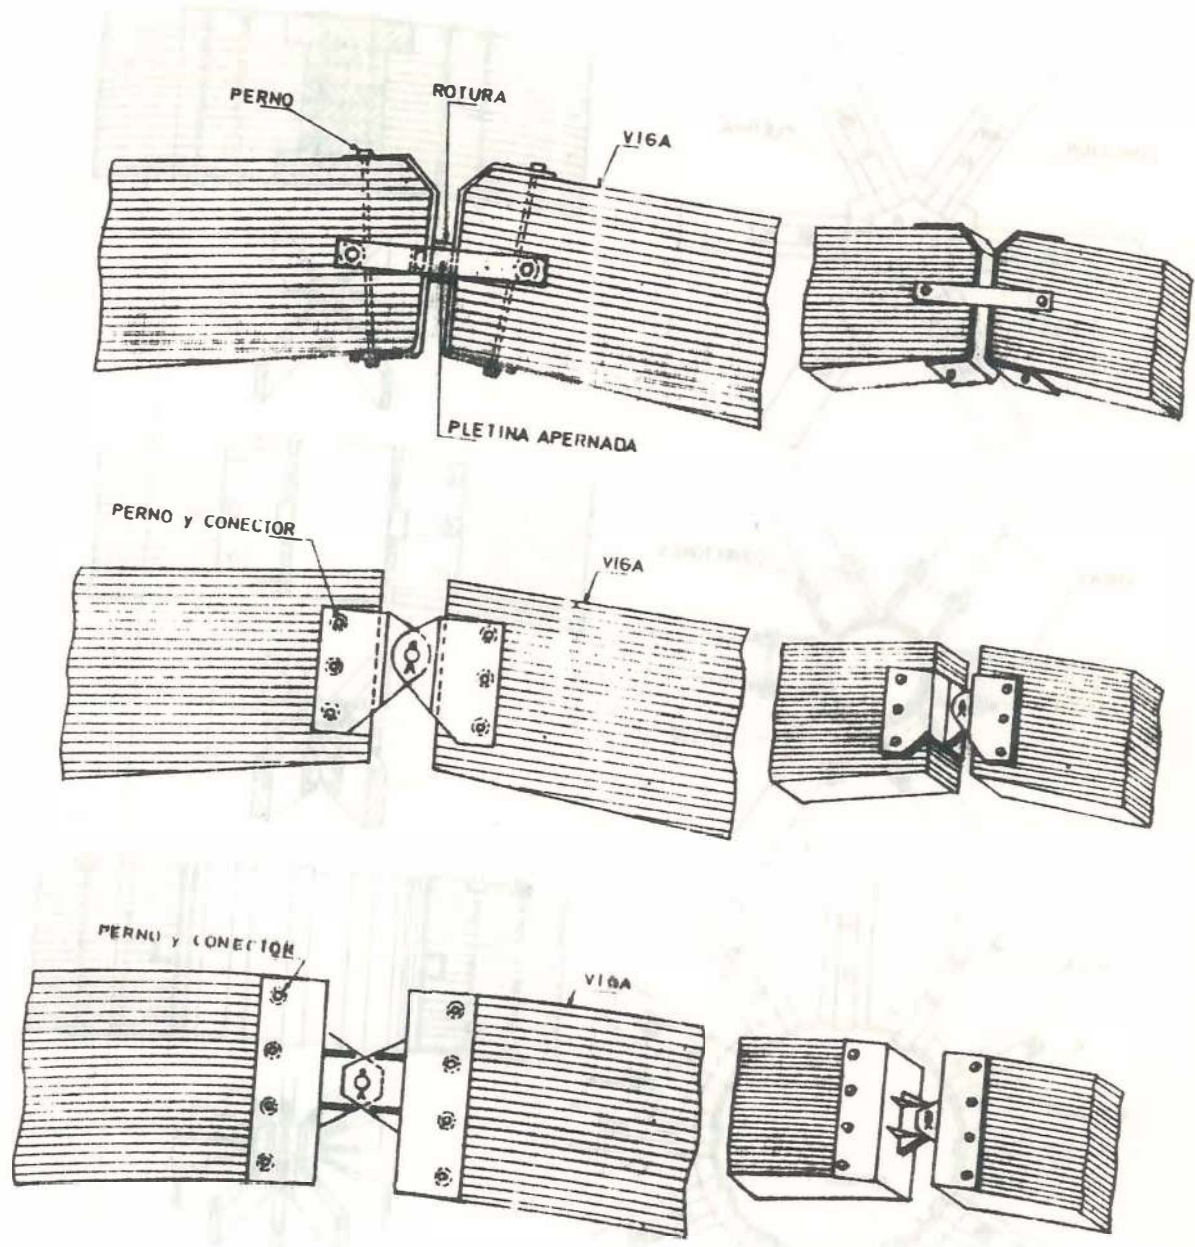 PERNO
ROTURA
VIGA
PLETINA APERNADA
PERNO y CONECTOR
VIGA
PERNO y CONECTOR
VIGA